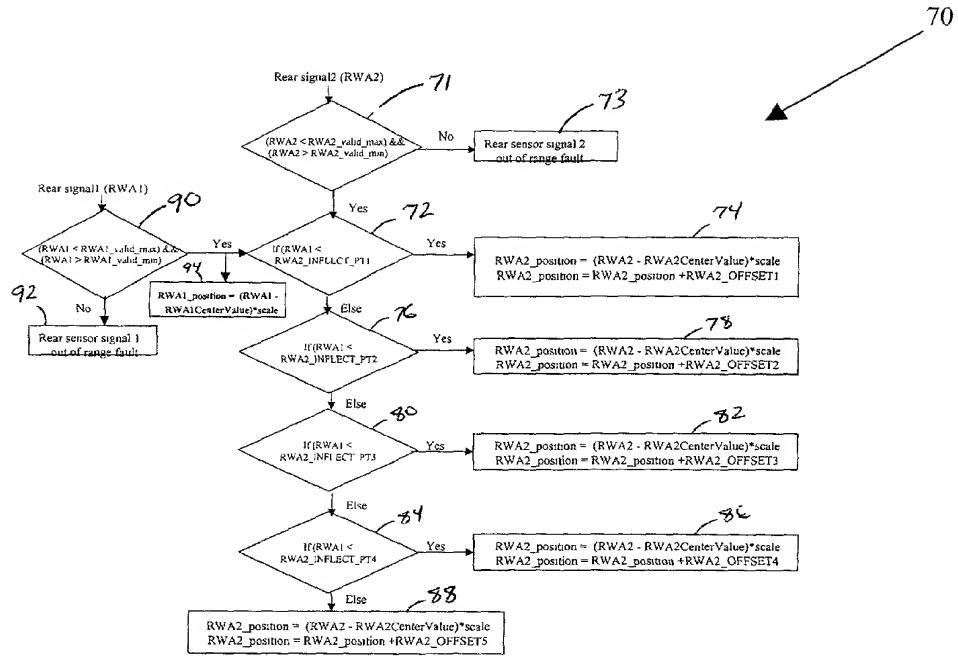 70
Rear signal2 (RWA2)
71
(RWA2 < RWA2_valid_max) &&
(RWA2 > RWA2_valid_min)
No
73
Rear sensor signal 2
out of range fault
Yes
Rear signal1 (RWA1)
90
(RWA1 < RWA1_valid_max) &&
(RWA1 > RWA1_valid_min)
Yes
72
If (RWA1 <
RWA2_INFLECT_PT1
Yes
74
RWA2_position = (RWA2 - RWA2CenterValue)*scale
RWA2_position = RWA2_position +RWA2_OFFSET1
94
RWA1_position = (RWA1 -
RWA1CenterValue)*scale
No
92
Rear sensor signal 1
out of range fault
Else
76
If (RWA1 <
RWA2_INFLECT_PT2
Yes
78
RWA2_position = (RWA2 - RWA2CenterValue)*scale
RWA2_position = RWA2_position +RWA2_OFFSET2
Else
80
If (RWA1 <
RWA2_INFLECT_PT3
Yes
82
RWA2_position = (RWA2 - RWA2CenterValue)*scale
RWA2_position = RWA2_position +RWA2_OFFSET3
Else
84
If (RWA1 <
RWA2_INFLECT_PT4
Yes
86
RWA2_position = (RWA2 - RWA2CenterValue)*scale
RWA2_position = RWA2_position +RWA2_OFFSET4
Else
88
RWA2_position = (RWA2 - RWA2CenterValue)*scale
RWA2_position = RWA2_position +RWA2_OFFSET5